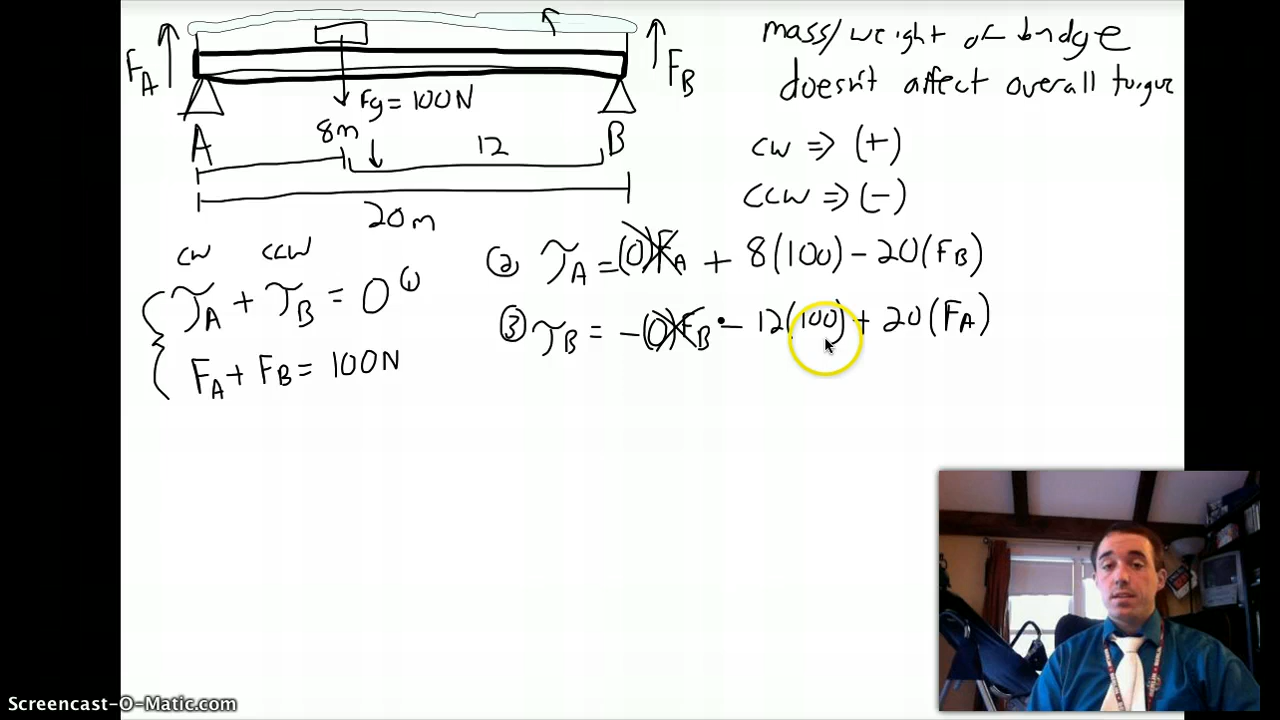 mass/weight of bridge
doesn't affect overall torque
F_A
F_B
Fg = 100N
8m
A
12
B
20m
CW ⇒ (+)
CCW ⇒ (-)
CW CCW
τ_A + τ_B = 0 ①
F_A + F_B = 100N
② τ_A = (0)F_A + 8(100) - 20(F_B)
③ τ_B = -(0)F_B - 12(100) + 20(F_A)
Screencast-O-Matic.com